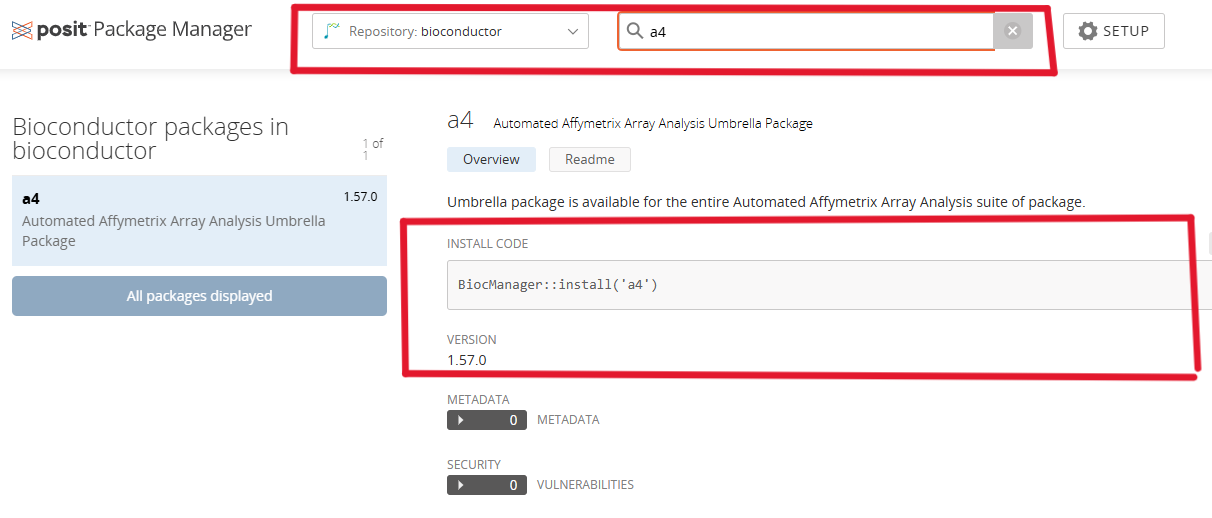 posit Package Manager
Repository: bioconductor
a4
SETUP
Bioconductor packages in
bioconductor
1 of
1
a4
1.57.0
Automated Affymetrix Array Analysis Umbrella
Package
All packages displayed
a4 Automated Affymetrix Array Analysis Umbrella Package
Overview
Readme
Umbrella package is available for the entire Automated Affymetrix Array Analysis suite of package.
INSTALL CODE
BiocManager::install('a4')
VERSION
1.57.0
METADATA
0 METADATA
SECURITY
0 VULNERABILITIES